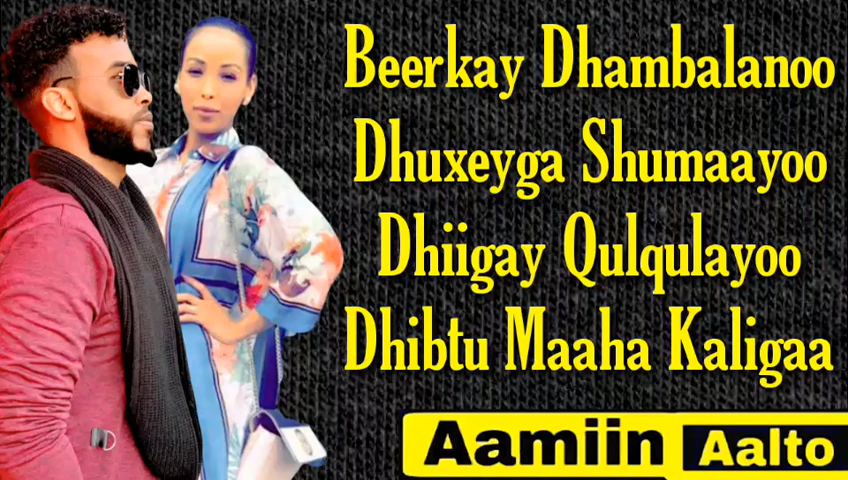 Beerkay Dhambalanoo
Dhuxeyga Shumaayoo
Dhiigay Qulqulayoo
Dhibtu Maaha Kaligaa
Aamiin Aalto